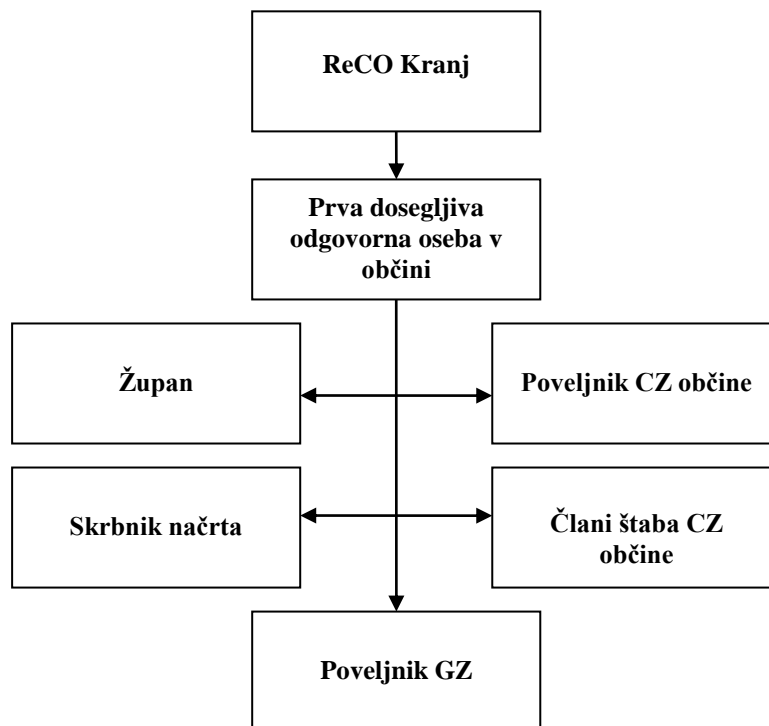 ReCO Kranj
Prva dosegljiva
odgovorna oseba v
občini
Župan
Poveljnik CZ občine
Skrbnik načrta
Člani štaba CZ
občine
Poveljnik GZ